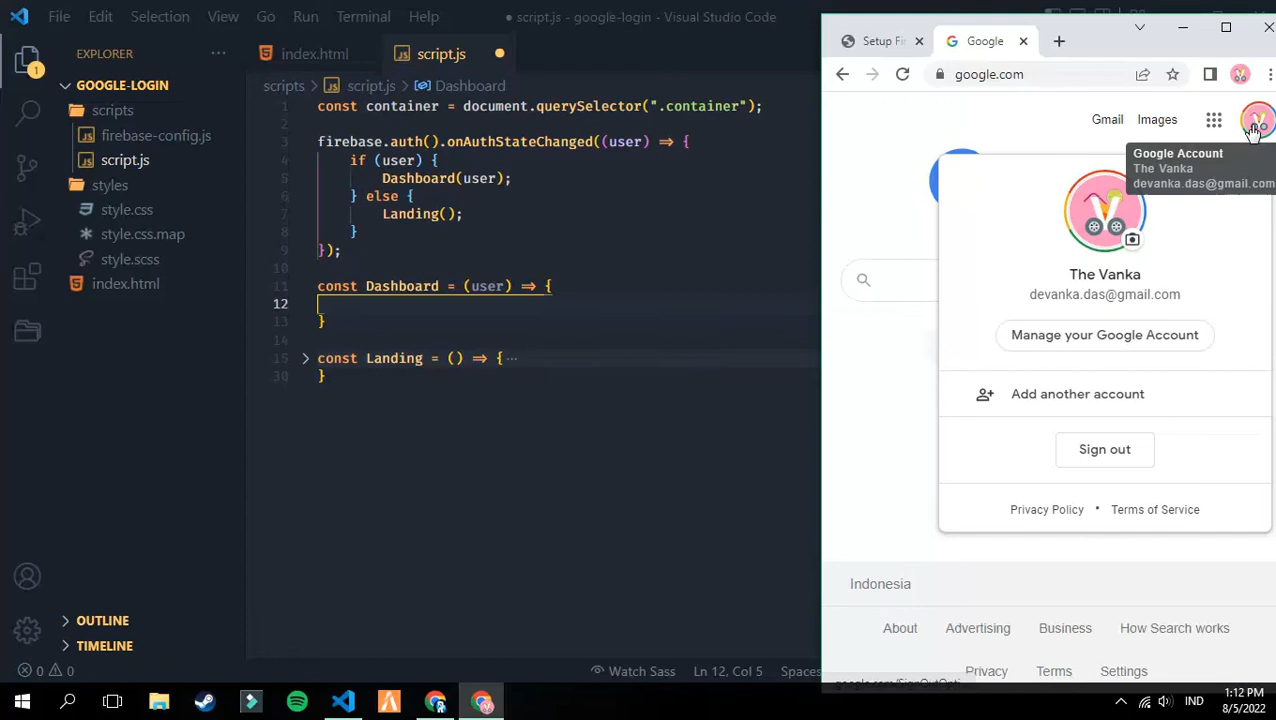 File Edit Selection View Go Run Terminal Help
● script.js - google-login - Visual Studio Code
EXPLORER ···
GOOGLE-LOGIN
scripts
firebase-config.js
script.js
styles
style.css
style.css.map
style.scss
index.html
OUTLINE
TIMELINE
1
index.html
script.js
scripts > script.js > Dashboard
1 const container = document.querySelector(".container");
2
3 firebase.auth().onAuthStateChanged((user) => {
4 if (user) {
5 Dashboard(user);
6 } else {
7 Landing();
8 }
9 });
10
11 const Dashboard = (user) => {
12
13 }
14
15 const Landing = () => { ···
30 }
0 0
Watch Sass Ln 12, Col 5 Spaces
Setup Fi
Google
google.com
Gmail Images
Google Account
The Vanka
devanka.das@gmail.com
The Vanka
devanka.das@gmail.com
Manage your Google Account
Add another account
Sign out
Privacy Policy • Terms of Service
Indonesia
About Advertising Business How Search works
Privacy Terms Settings
IND
1:12 PM
8/5/2022